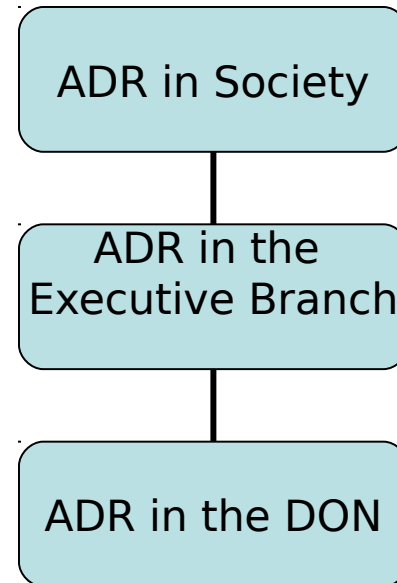 ADR in Society
ADR in the
Executive Branch
ADR in the DON